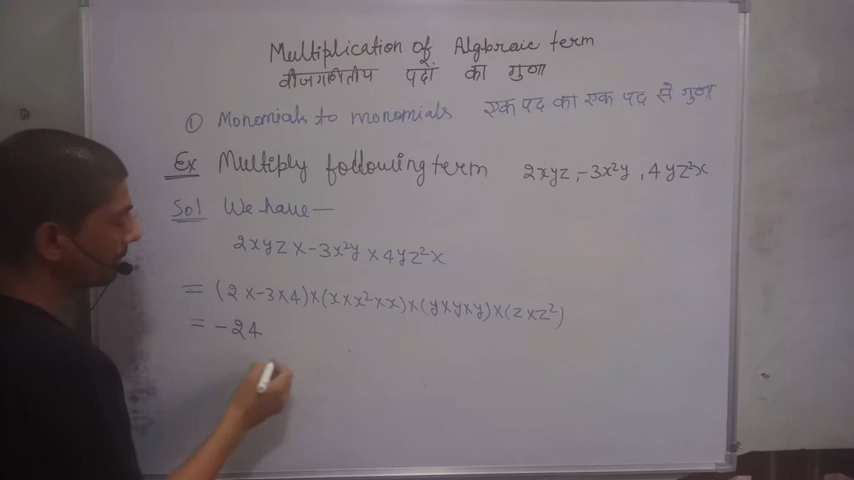 Multiplication of Algbraic term
बीजगणितीय पदों का गुणा
① Monomials to monomials एक पद का एक पद से गुणा
Ex Multiply following term 2xyz, -3x²y, 4yz²x
Sol We have—
2xyz × -3x²y × 4yz²x
= (2 × -3 × 4) × (x × x² × x) × (y × y × y) × (z × z²)
= -24